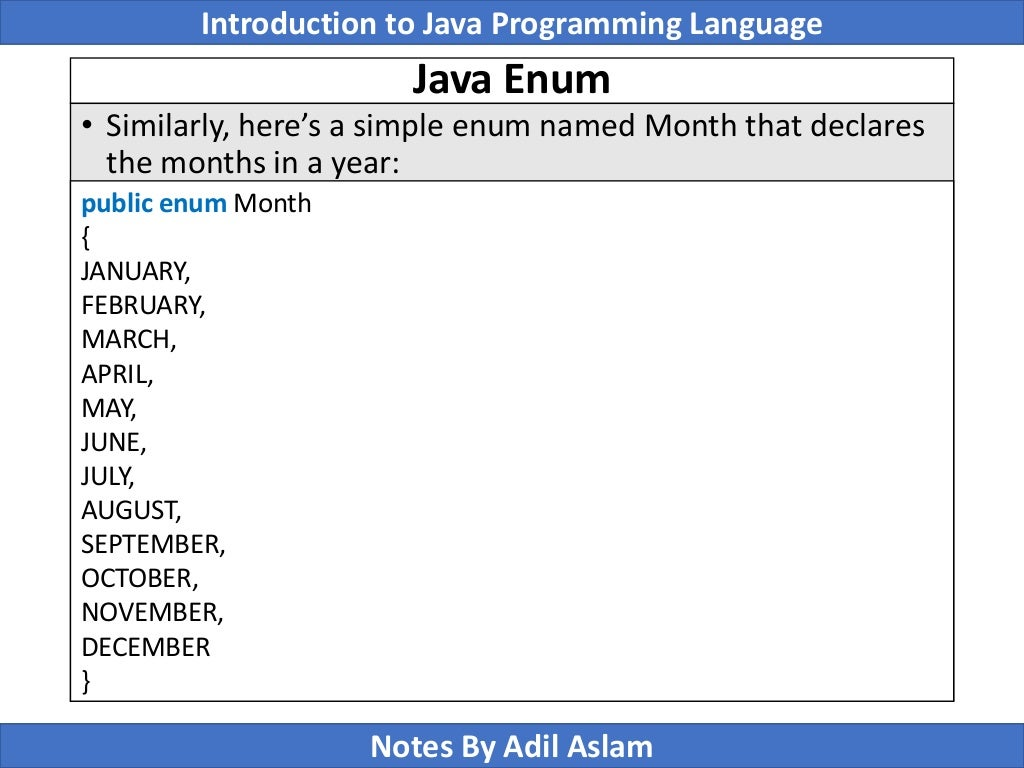 Introduction to Java Programming Language
Java Enum
• Similarly, here’s a simple enum named Month that declares
the months in a year:
public enum Month
{
JANUARY,
FEBRUARY,
MARCH,
APRIL,
MAY,
JUNE,
JULY,
AUGUST,
SEPTEMBER,
OCTOBER,
NOVEMBER,
DECEMBER
}
Notes By Adil Aslam